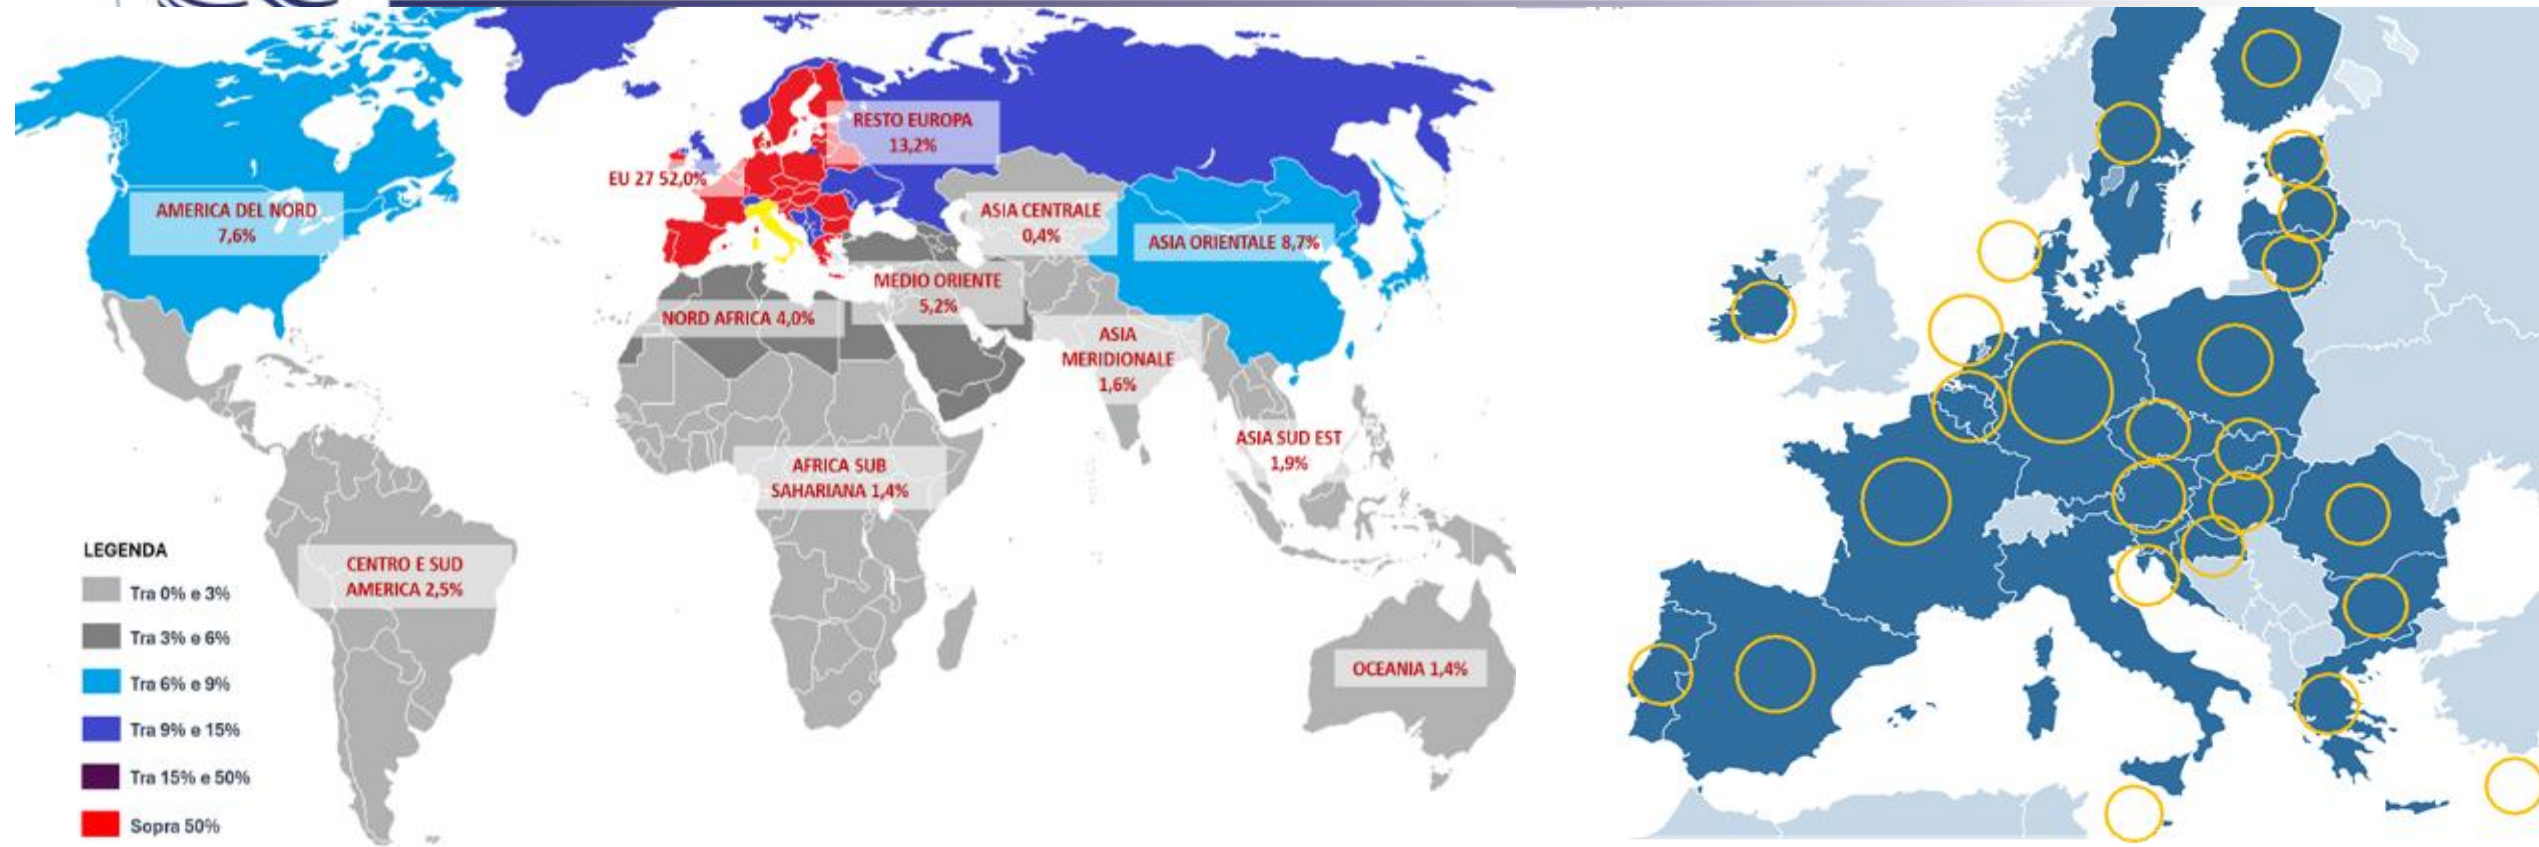 RESTO EUROPA
13,2%
EU 27 52,0%
AMERICA DEL NORD
7,6%
ASIA CENTRALE
0,4%
ASIA ORIENTALE 8,7%
MEDIO ORIENTE
5,2%
NORD AFRICA 4,0%
ASIA
MERIDIONALE
1,6%
ASIA SUD EST
1,9%
AFRICA SUB
SAHARIANA 1,4%
CENTRO E SUD
AMERICA 2,5%
OCEANIA 1,4%
LEGENDA
Tra 0% e 3%
Tra 3% e 6%
Tra 6% e 9%
Tra 9% e 15%
Tra 15% e 50%
Sopra 50%